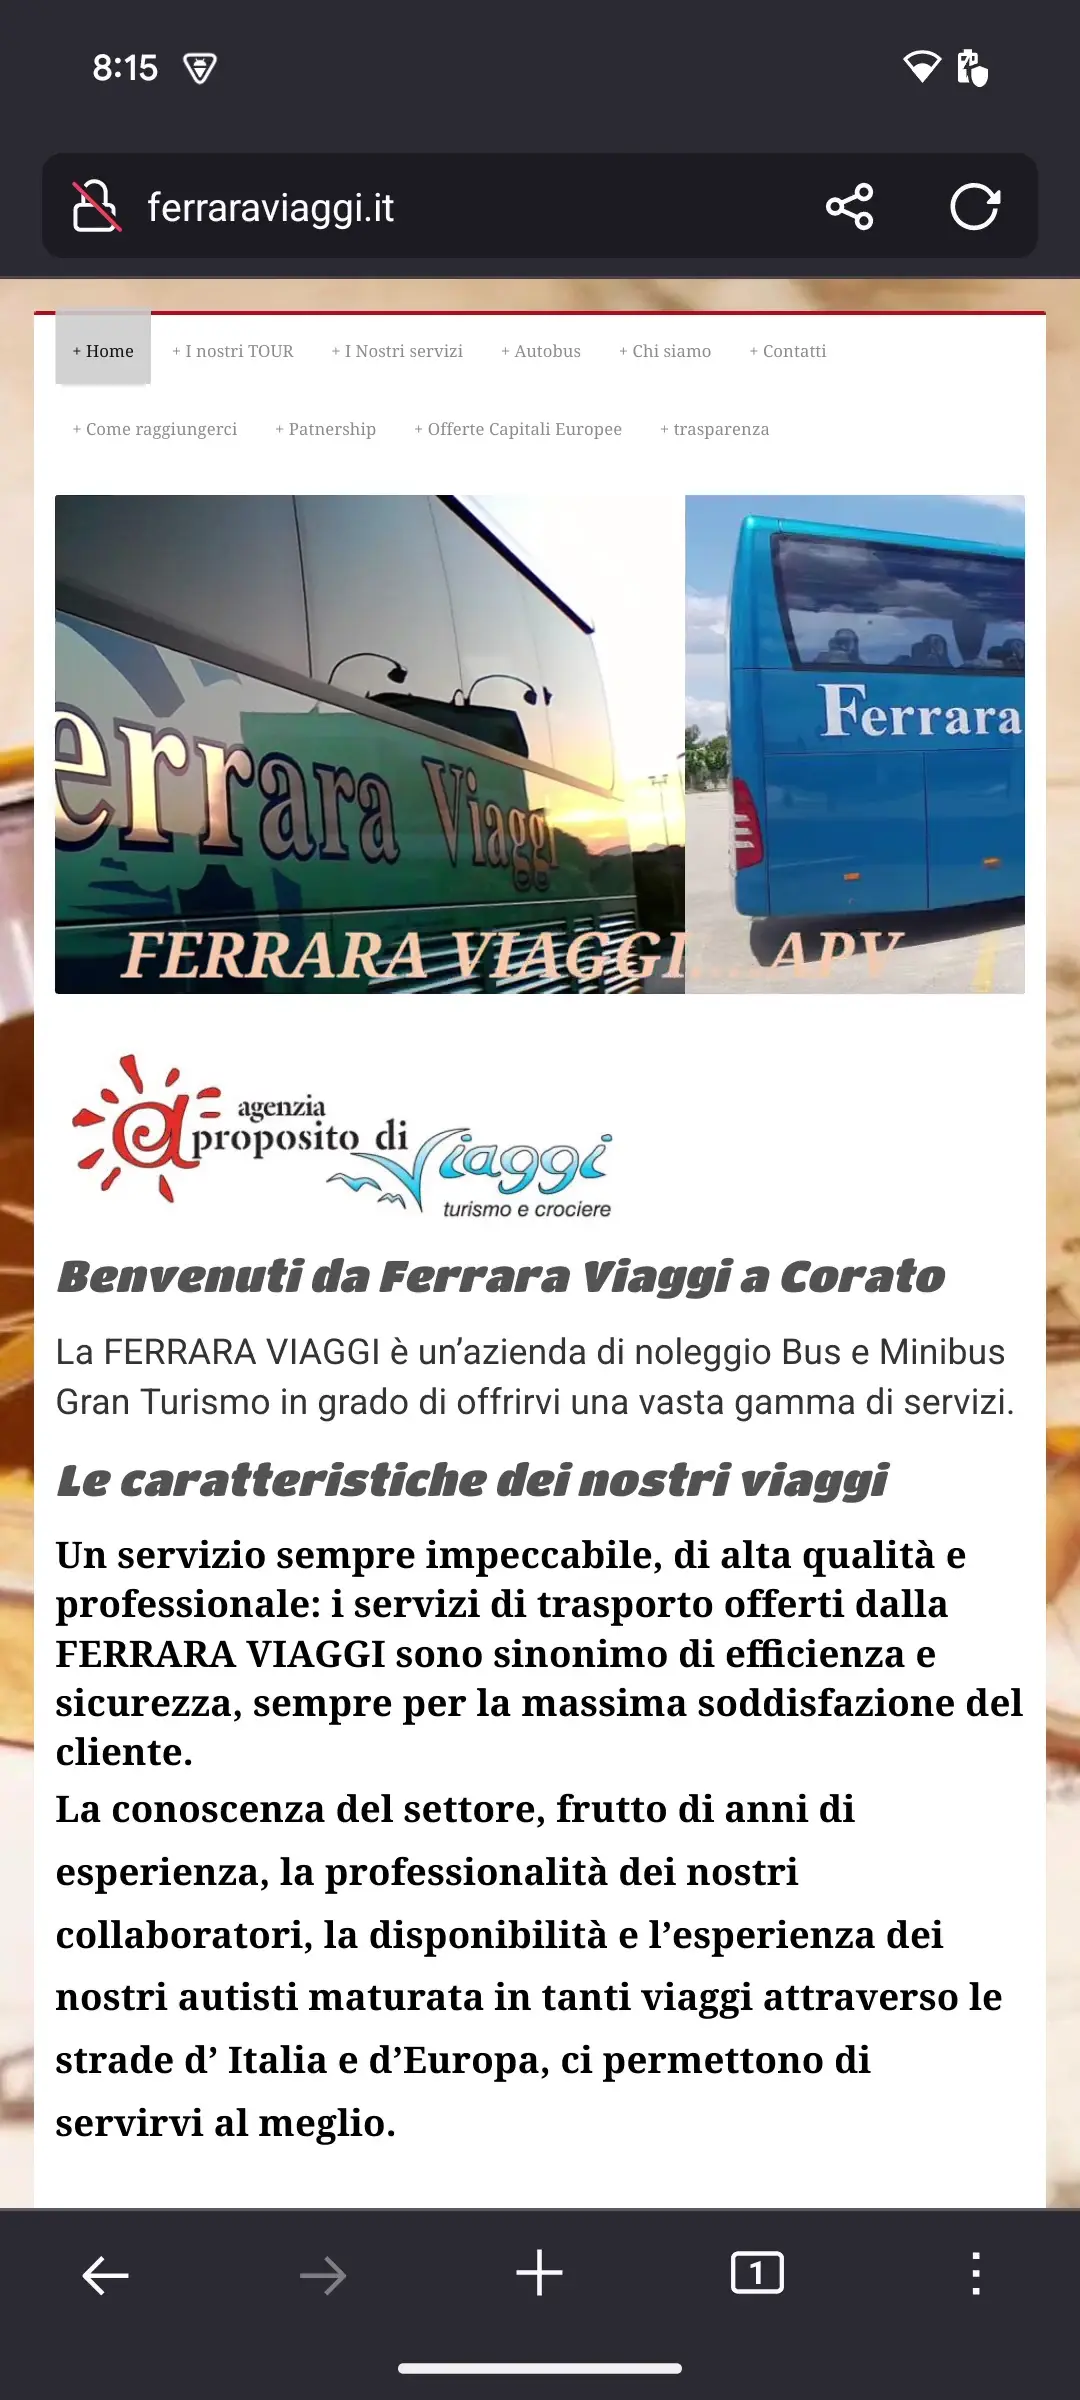 8:15
ferraraviaggi.it
+ Home
+ I nostri TOUR
+ I Nostri servizi
+ Autobus
+ Chi siamo
+ Contatti
+ Come raggiungerci
+ Patnership
+ Offerte Capitali Europee
+ trasparenza
errara Viaggi
Ferrara
FERRARA VIAGGI.....APV
agenzia
a proposito di
Viaggi
turismo e crociere
Benvenuti da Ferrara Viaggi a Corato
La FERRARA VIAGGI è un’azienda di noleggio Bus e Minibus
Gran Turismo in grado di offrirvi una vasta gamma di servizi.
Le caratteristiche dei nostri viaggi
Un servizio sempre impeccabile, di alta qualità e
professionale: i servizi di trasporto offerti dalla
FERRARA VIAGGI sono sinonimo di efficienza e
sicurezza, sempre per la massima soddisfazione del
cliente.
La conoscenza del settore, frutto di anni di
esperienza, la professionalità dei nostri
collaboratori, la disponibilità e l’esperienza dei
nostri autisti maturata in tanti viaggi attraverso le
strade d’ Italia e d’Europa, ci permettono di
servirvi al meglio.
1